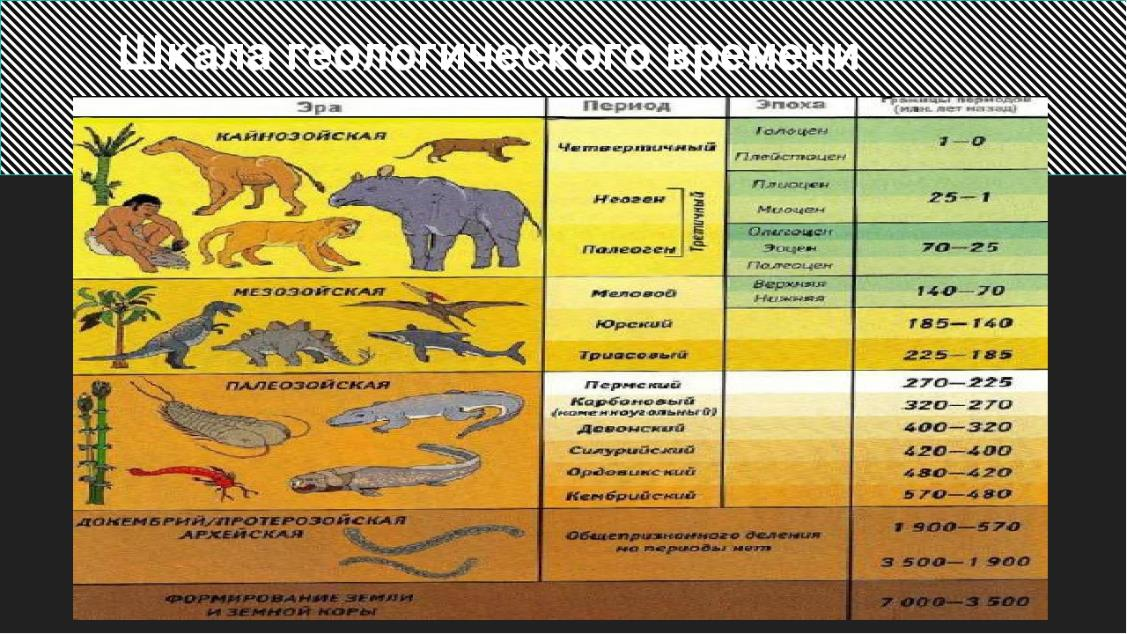 Шкала геологического времени
Эра
Период
Эпоха
Границы периодов
(млн. лет назад)
КАЙНОЗОЙСКАЯ
Четвертичный
Голоцен
Плейстоцен
1—0
Неоген
Третичный
Плиоцен
Миоцен
25—1
Палеоген
Олигоцен
Эоцен
Палеоцен
70—25
МЕЗОЗОЙСКАЯ
Меловой
Верхняя
Нижняя
140—70
Юрский
185—140
Триасовый
225—185
ПАЛЕОЗОЙСКАЯ
Пермский
270—225
Карбоновый
(каменноугольный)
320—270
Девонский
400—320
Силурийский
420—400
Ордовикский
480—420
Кембрийский
570—480
ДОКЕМБРИЙ/ПРОТЕРОЗОЙСКАЯ
АРХЕЙСКАЯ
Общепризнанного деления
на периоды нет
1 900—570
3 500—1 900
ФОРМИРОВАНИЕ ЗЕМЛИ
И ЗЕМНОЙ КОРЫ
7 000—3 500